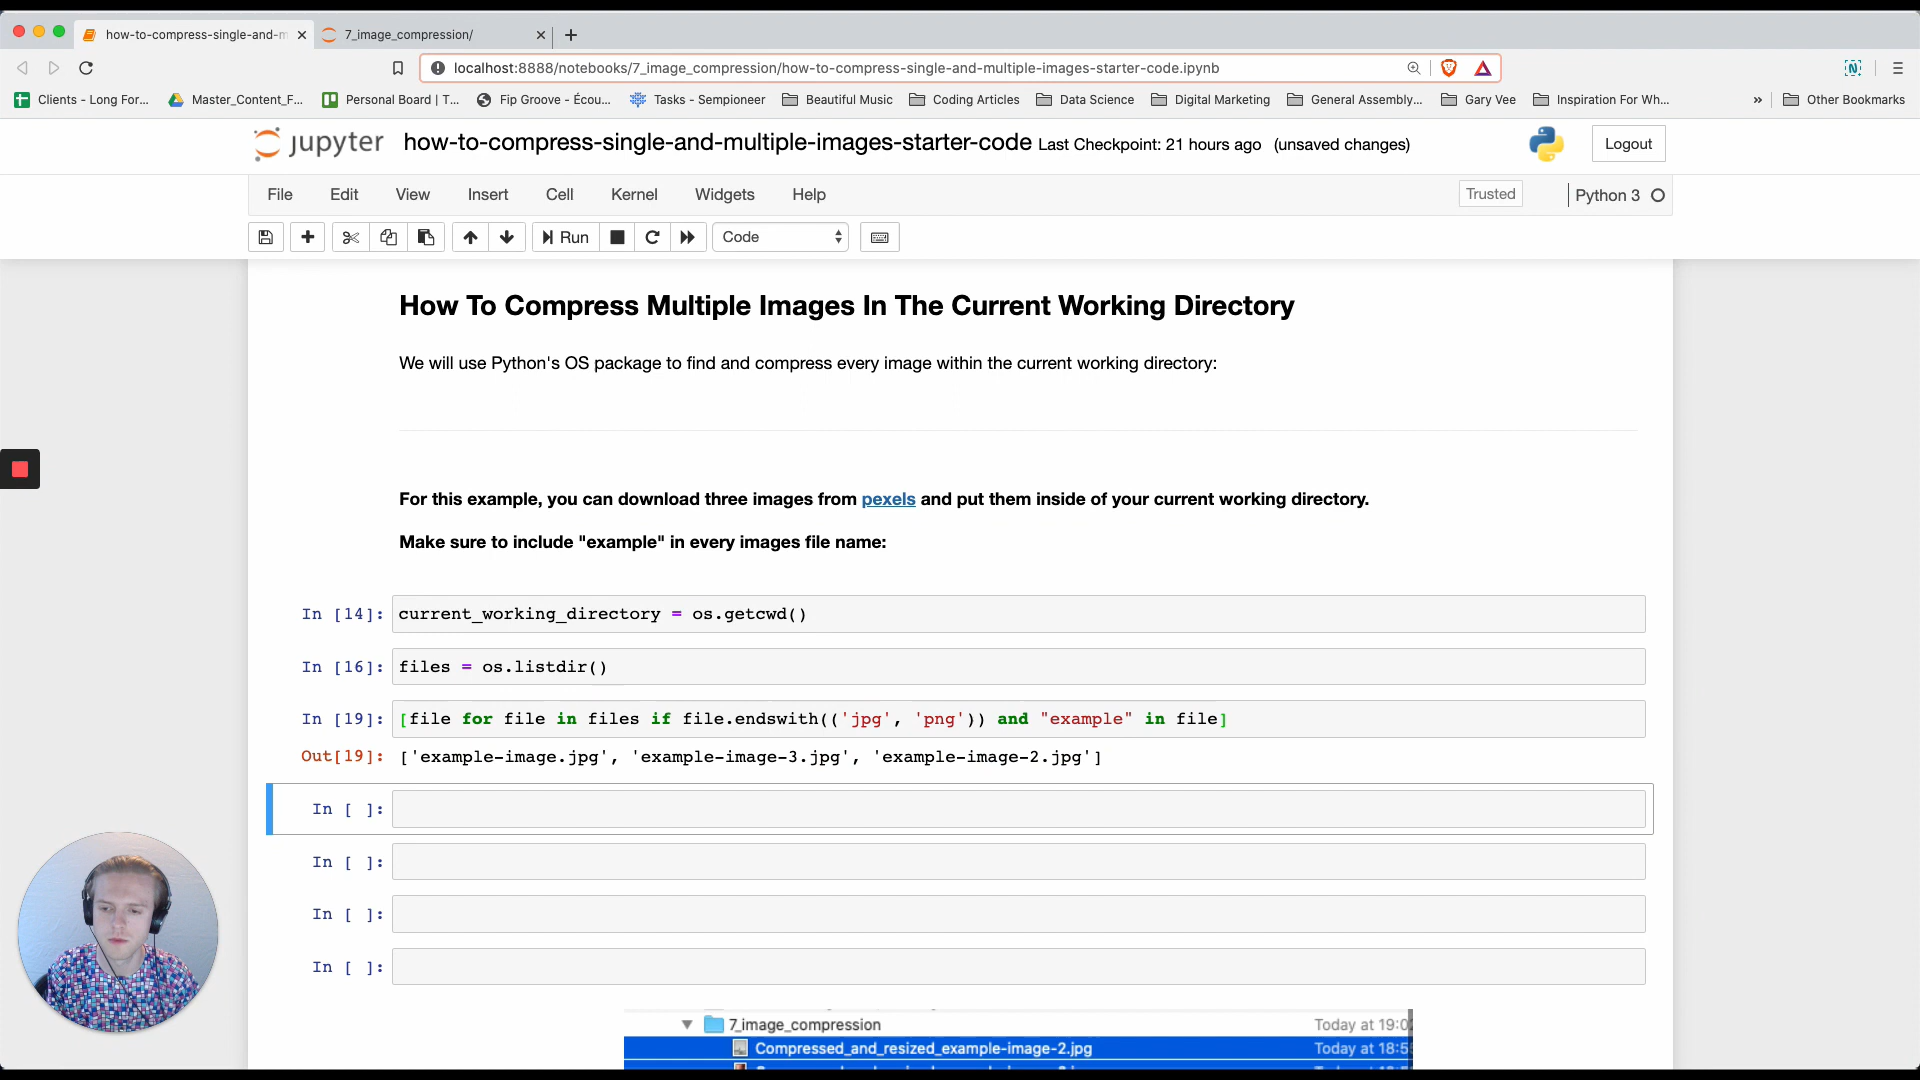 how-to-compress-single-and-m
7_image_compression/
localhost:8888/notebooks/7_image_compression/how-to-compress-single-and-multiple-images-starter-code.ipynb
Clients - Long For...
Master_Content_F...
Personal Board | T...
Fip Groove - Écou...
Tasks - Sempioneer
Beautiful Music
Coding Articles
Data Science
Digital Marketing
General Assembly...
Gary Vee
Inspiration For Wh...
»
Other Bookmarks
jupyter how-to-compress-single-and-multiple-images-starter-code Last Checkpoint: 21 hours ago (unsaved changes)
Logout
File Edit View Insert Cell Kernel Widgets Help
Trusted
Python 3
Run
Code
How To Compress Multiple Images In The Current Working Directory
We will use Python's OS package to find and compress every image within the current working directory:
For this example, you can download three images from pexels and put them inside of your current working directory.
Make sure to include "example" in every images file name:
In [14]: current_working_directory = os.getcwd()
In [16]: files = os.listdir()
In [19]: [file for file in files if file.endswith(('jpg', 'png')) and "example" in file]
Out[19]: ['example-image.jpg', 'example-image-3.jpg', 'example-image-2.jpg']
In [ ]:
In [ ]:
In [ ]:
In [ ]:
7_image_compression Today at 19:02
Compressed_and_resized_example-image-2.jpg Today at 18:5